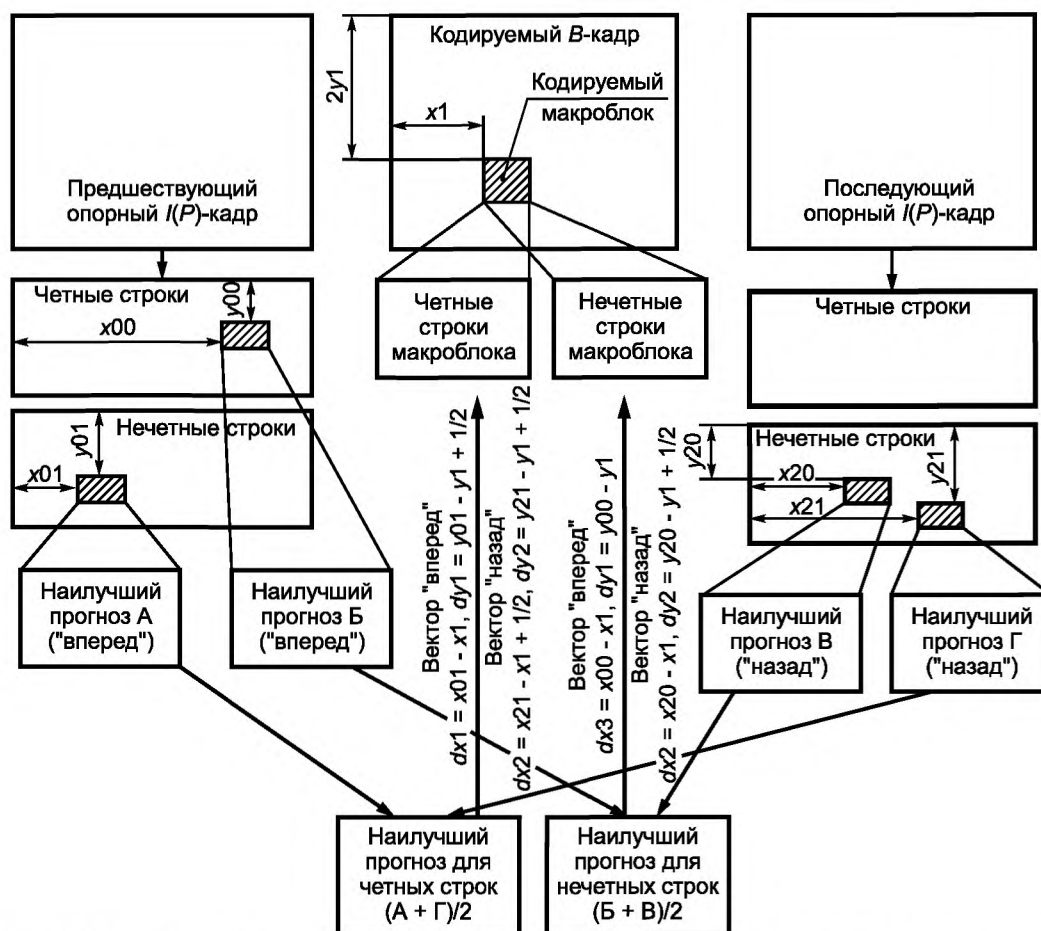 Кодируемый B-кадр
2y1
x1
Кодируемый
макроблок
Предшествующий
опорный I(P)-кадр
Последующий
опорный I(P)-кадр
Четные строки
y00
x00
Четные
строки
макроблока
Нечетные
строки
макроблока
Четные строки
Нечетные строки
y01
x01
Нечетные строки
y20
x20
y21
x21
Вектор "вперед"
dx1 = x01 - x1, dy1 = y01 - y1 + 1/2
Вектор "назад"
dx2 = x21 - x1 + 1/2, dy2 = y21 - y1 + 1/2
Вектор "вперед"
dx3 = x00 - x1, dy1 = y00 - y1
Вектор "назад"
dx2 = x20 - x1, dy2 = y20 - y1 + 1/2
Наилучший
прогноз А
("вперед")
Наилучший
прогноз Б
("вперед")
Наилучший
прогноз В
("назад")
Наилучший
прогноз Г
("назад")
Наилучший
прогноз для
четных строк
(А + Г)/2
Наилучший
прогноз для
нечетных строк
(Б + В)/2